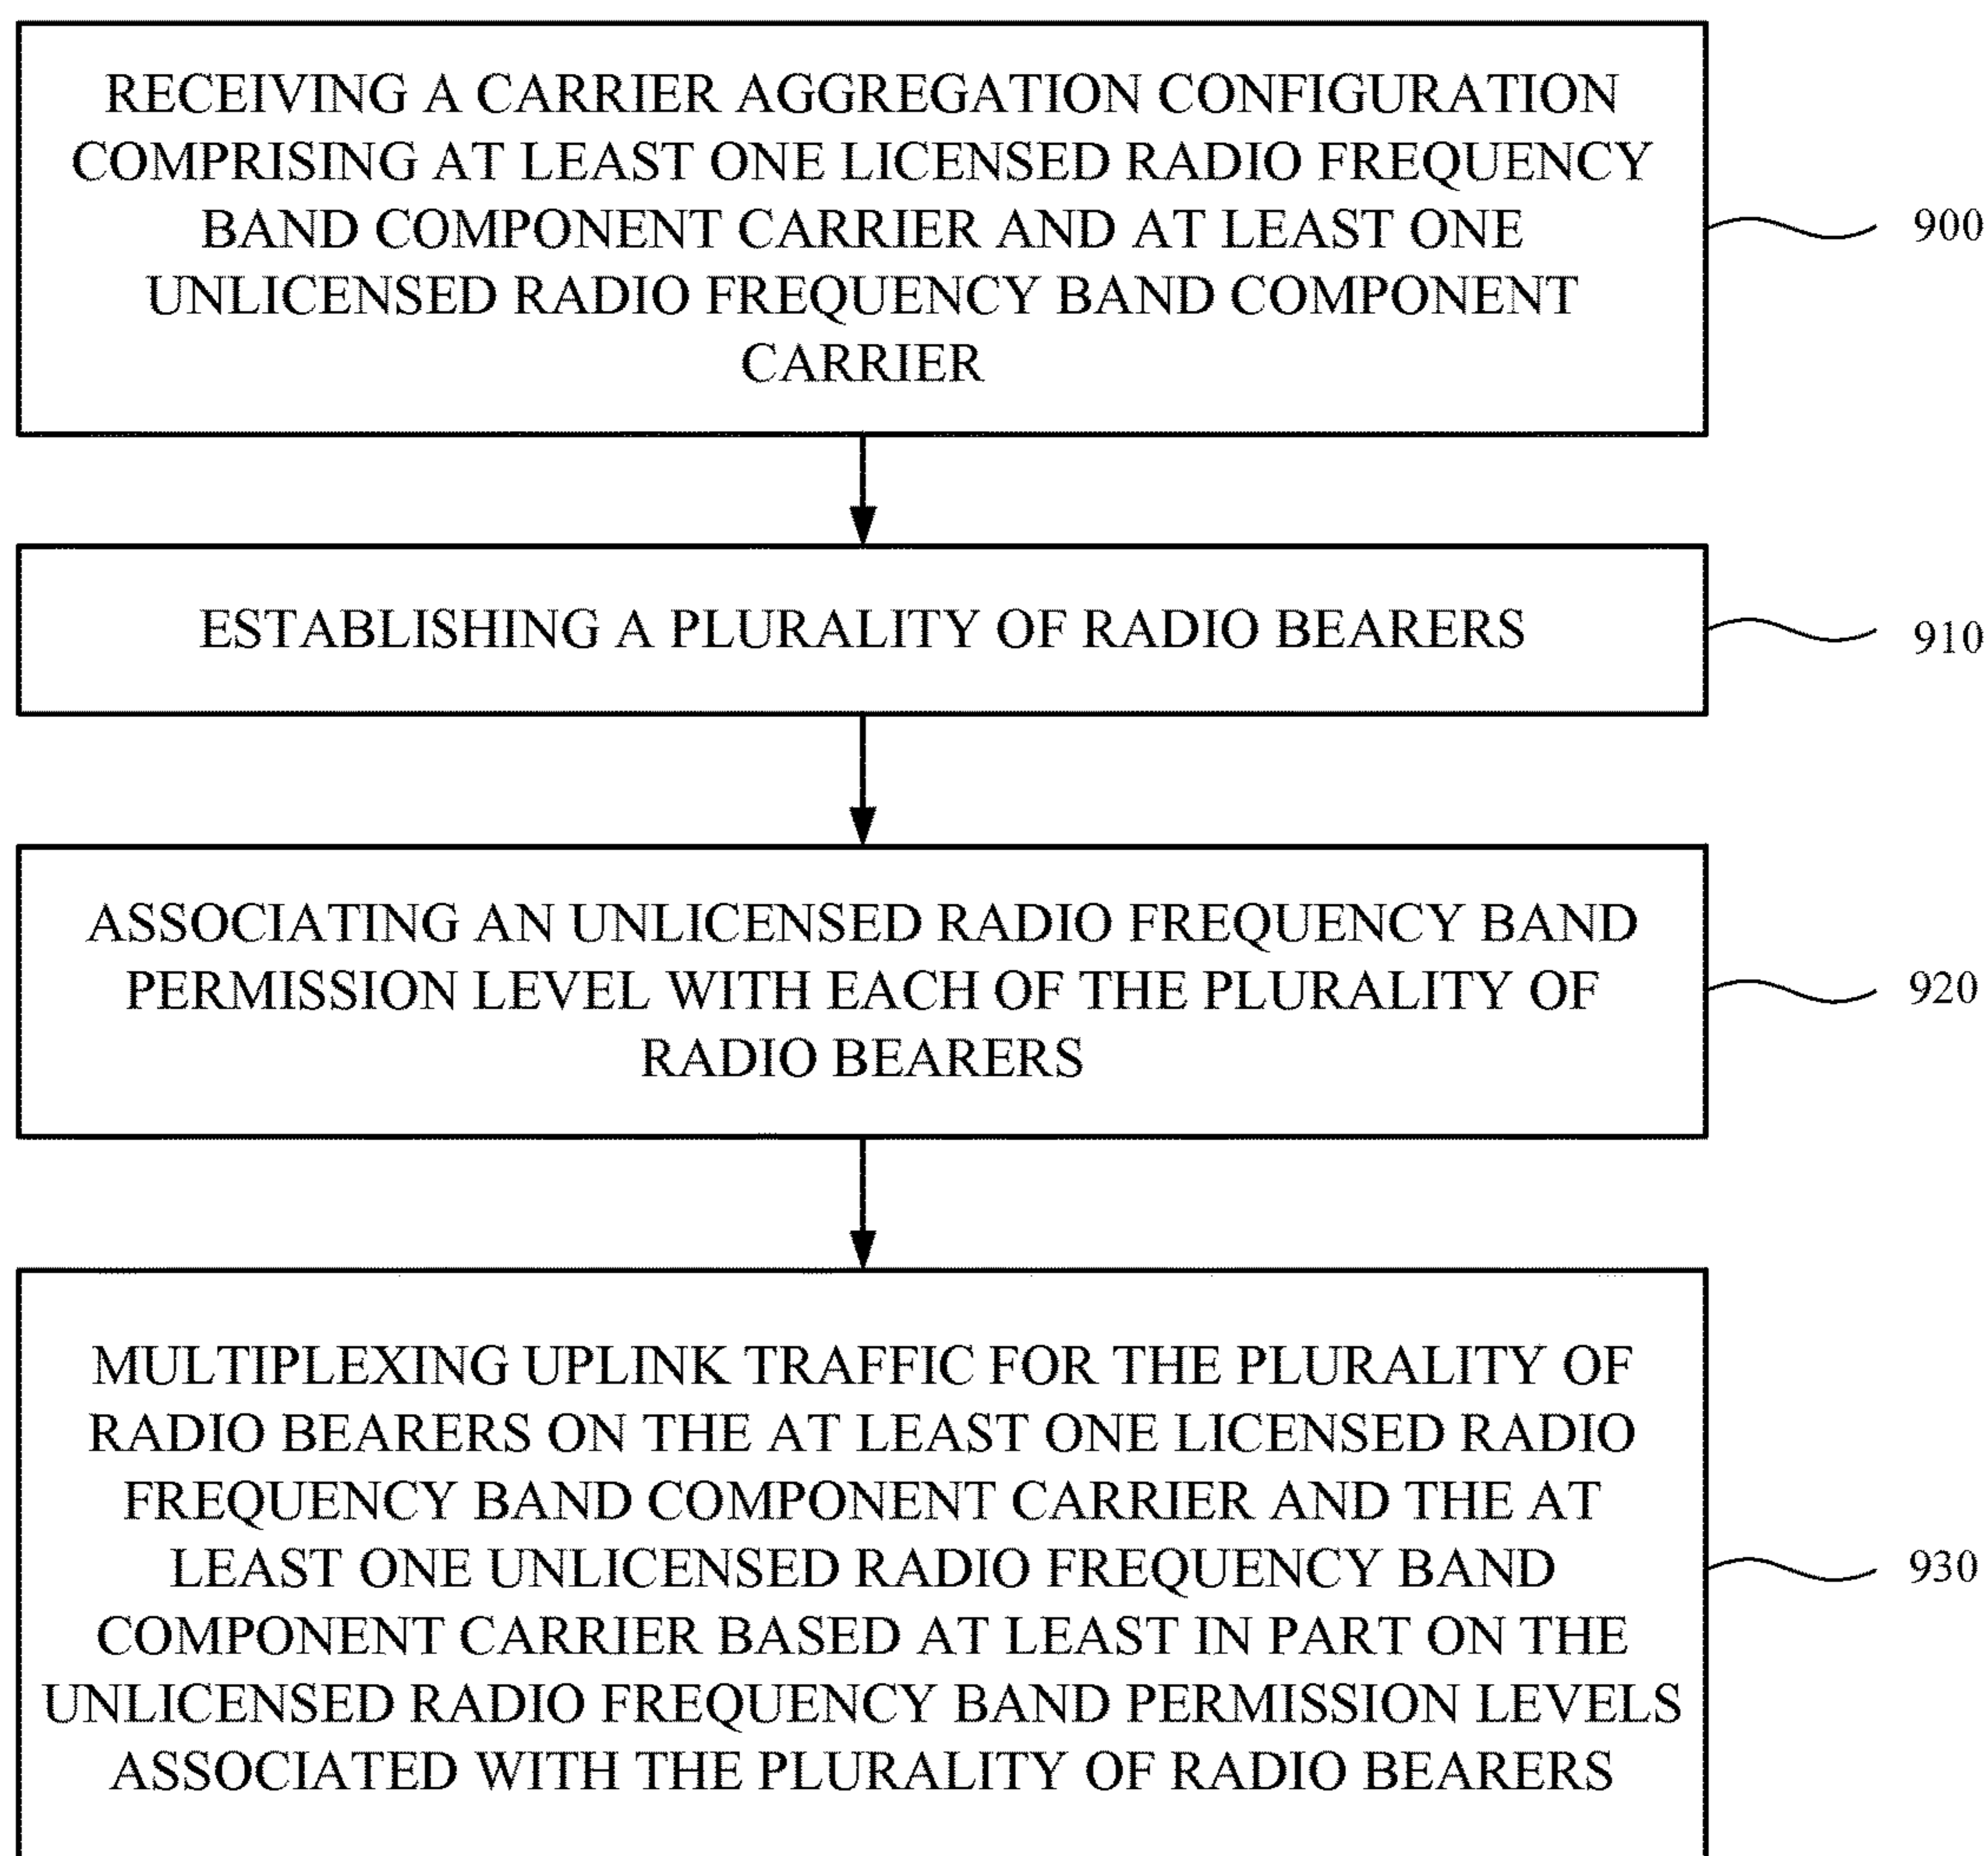 RECEIVING A CARRIER AGGREGATION CONFIGURATION
COMPRISING AT LEAST ONE LICENSED RADIO FREQUENCY
BAND COMPONENT CARRIER AND AT LEAST ONE
UNLICENSED RADIO FREQUENCY BAND COMPONENT
CARRIER
900
ESTABLISHING A PLURALITY OF RADIO BEARERS
910
ASSOCIATING AN UNLICENSED RADIO FREQUENCY BAND
PERMISSION LEVEL WITH EACH OF THE PLURALITY OF
RADIO BEARERS
920
MULTIPLEXING UPLINK TRAFFIC FOR THE PLURALITY OF
RADIO BEARERS ON THE AT LEAST ONE LICENSED RADIO
FREQUENCY BAND COMPONENT CARRIER AND THE AT
LEAST ONE UNLICENSED RADIO FREQUENCY BAND
COMPONENT CARRIER BASED AT LEAST IN PART ON THE
UNLICENSED RADIO FREQUENCY BAND PERMISSION LEVELS
ASSOCIATED WITH THE PLURALITY OF RADIO BEARERS
930